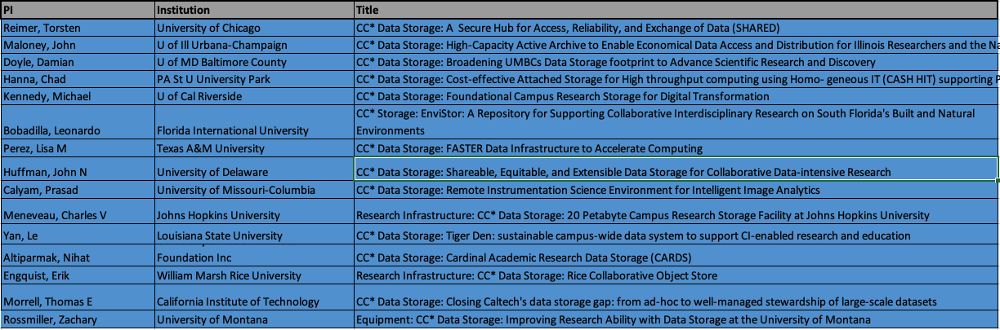 PI Institution Title
Reimer, Torsten University of Chicago CC* Data Storage: A Secure Hub for Access, Reliability, and Exchange of Data (SHARED)
Maloney, John U of Ill Urbana-Champaign CC* Data Storage: High-Capacity Active Archive to Enable Economical Data Access and Distribution for Illinois Researchers and the Na
Doyle, Damian U of MD Baltimore County CC* Data Storage: Broadening UMBCs Data Storage footprint to Advance Scientific Research and Discovery
Hanna, Chad PA St U University Park CC* Data Storage: Cost-effective Attached Storage for High throughput computing using Homo- geneous IT (CASH HIT) supporting P
Kennedy, Michael U of Cal Riverside CC* Data Storage: Foundational Campus Research Storage for Digital Transformation
CC* Storage: EnviStor: A Repository for Supporting Collaborative Interdisciplinary Research on South Florida's Built and Natural
Bobadilla, Leonardo Florida International University Environments
Perez, Lisa M Texas A&M University CC* Data Storage: FASTER Data Infrastructure to Accelerate Computing
Huffman, John N University of Delaware CC* Data Storage: Shareable, Equitable, and Extensible Data Storage for Collaborative Data-intensive Research
Calyam, Prasad University of Missouri-Columbia CC* Data Storage: Remote Instrumentation Science Environment for Intelligent Image Analytics
Meneveau, Charles V Johns Hopkins University Research Infrastructure: CC* Data Storage: 20 Petabyte Campus Research Storage Facility at Johns Hopkins University
Yan, Le Louisiana State University CC* Data Storage: Tiger Den: sustainable campus-wide data system to support CI-enabled research and education
Altiparmak, Nihat Foundation Inc CC* Data Storage: Cardinal Academic Research Data Storage (CARDS)
Engquist, Erik William Marsh Rice University Research Infrastructure: CC* Data Storage: Rice Collaborative Object Store
Morrell, Thomas E California Institute of Technology CC* Data Storage: Closing Caltech's data storage gap: from ad-hoc to well-managed stewardship of large-scale datasets
Rossmiller, Zachary University of Montana Equipment: CC* Data Storage: Improving Research Ability with Data Storage at the University of Montana